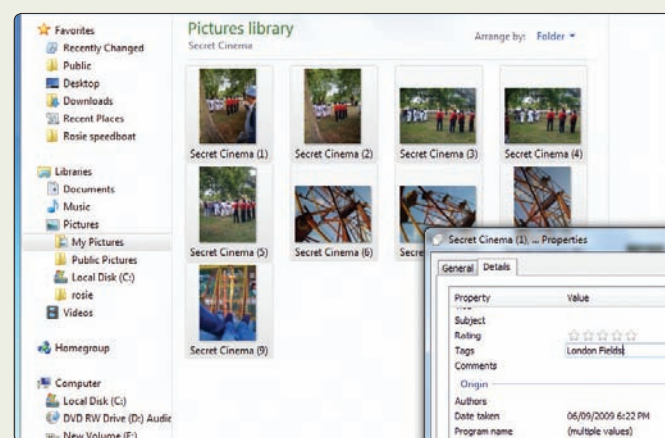 Favorites
Recently Changed
Public
Desktop
Downloads
Recent Places
Rosie speedboat
Libraries
Documents
Music
Pictures
My Pictures
Public Pictures
Local Disk (C:)
rosie
Videos
Homegroup
Computer
Local Disk (C:)
DVD RW Drive (D:) Audic
New Volume (F:)
Pictures library
Secret Cinema
Arrange by: Folder
Secret Cinema (1) Secret Cinema (2) Secret Cinema (3) Secret Cinema (4)
Secret Cinema (5) Secret Cinema (6) Secre
Secret Cinema (9)
Secret Cinema (1), ... Properties
General Details
Property Value
Subject
Rating
Tags London Fields
Comments
Origin
Authors
Date taken 06/09/2009 6:22 PM
Program name (multiple values)